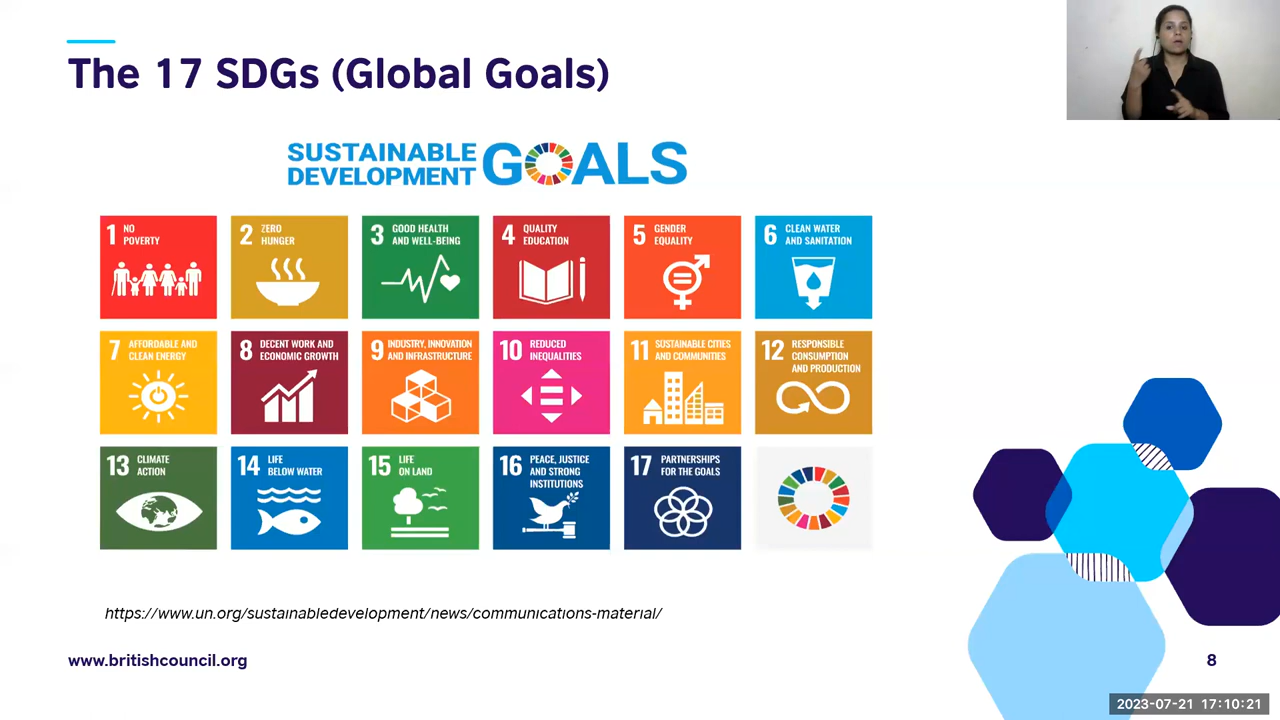 The 17 SDGs (Global Goals)
SUSTAINABLE
DEVELOPMENT
GOALS
1 NO
POVERTY
2 ZERO
HUNGER
3 GOOD HEALTH
AND WELL-BEING
4 QUALITY
EDUCATION
5 GENDER
EQUALITY
6 CLEAN WATER
AND SANITATION
7 AFFORDABLE AND
CLEAN ENERGY
8 DECENT WORK AND
ECONOMIC GROWTH
9 INDUSTRY, INNOVATION
AND INFRASTRUCTURE
10 REDUCED
INEQUALITIES
11 SUSTAINABLE CITIES
AND COMMUNITIES
12 RESPONSIBLE
CONSUMPTION
AND PRODUCTION
13 CLIMATE
ACTION
14 LIFE
BELOW WATER
15 LIFE
ON LAND
16 PEACE, JUSTICE
AND STRONG
INSTITUTIONS
17 PARTNERSHIPS
FOR THE GOALS
https://www.un.org/sustainabledevelopment/news/communications-material/
www.britishcouncil.org
8
2023-07-21 17:10:21